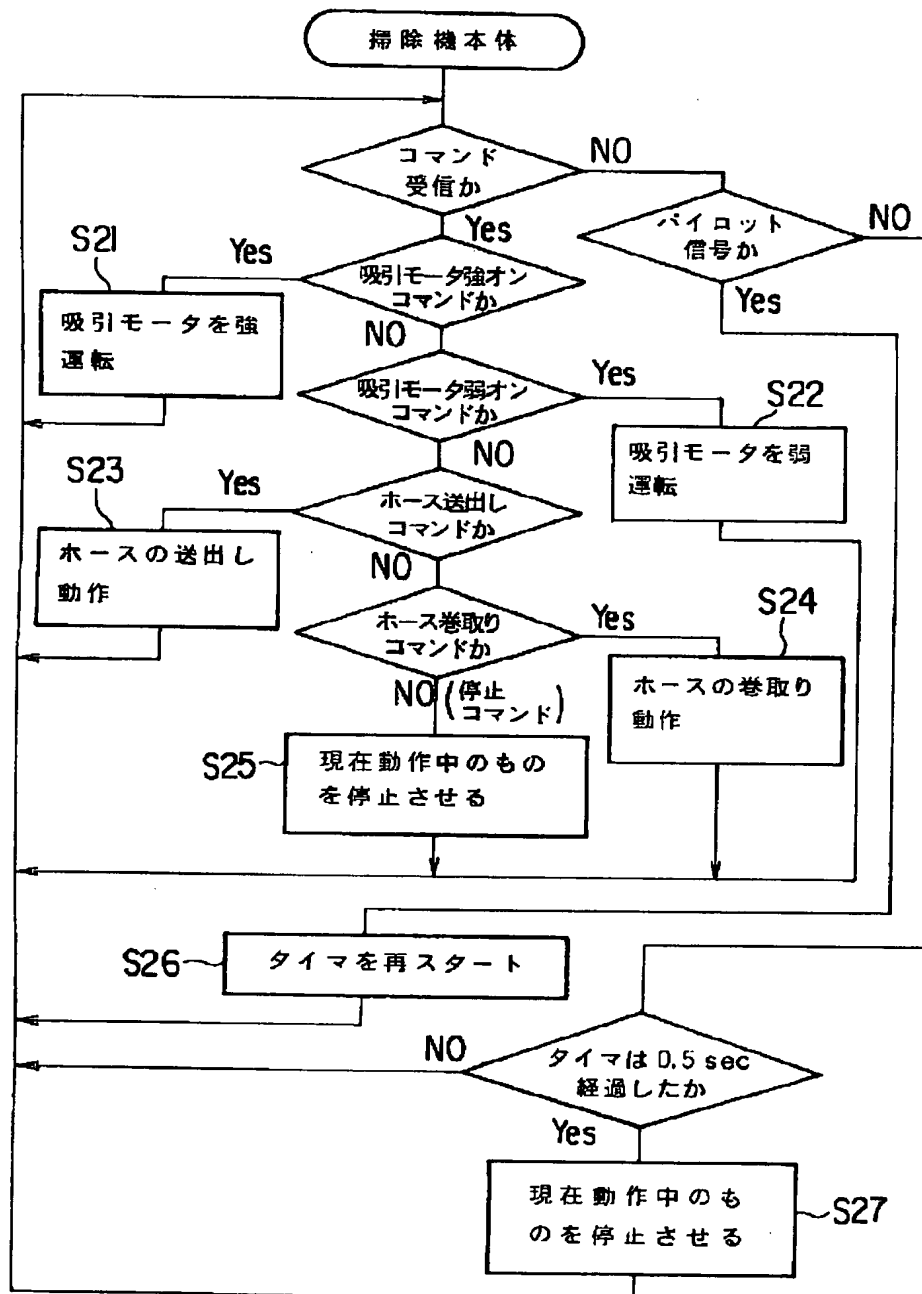 掃除機本体
コマンド
受信か
NO
Yes
パイロット
信号か
NO
Yes
S21
Yes
吸引モータ強オン
コマンドか
NO
吸引モータを強
運転
吸引モータ弱オン
コマンドか
Yes
NO
S22
吸引モータを弱
運転
S23
Yes
ホース送出し
コマンドか
NO
ホースの送出し
動作
ホース巻取り
コマンドか
Yes
S24
ホースの巻取り
動作
NO
(停止
コマンド)
S25
現在動作中のもの
を停止させる
S26
タイマを再スタート
タイマは0.5 sec
経過したか
NO
Yes
現在動作中のも
のを停止させる
S27